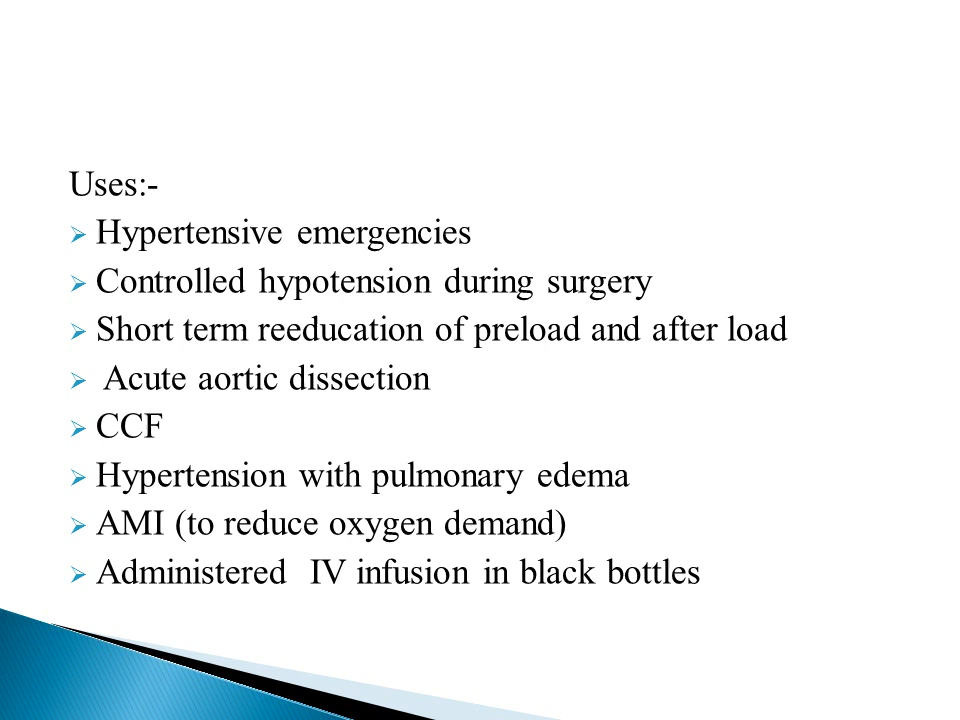 Uses:-
Hypertensive emergencies
Controlled hypotension during surgery
Short term reeducation of preload and after load
Acute aortic dissection
CCF
Hypertension with pulmonary edema
AMI (to reduce oxygen demand)
Administered  IV infusion in black bottles